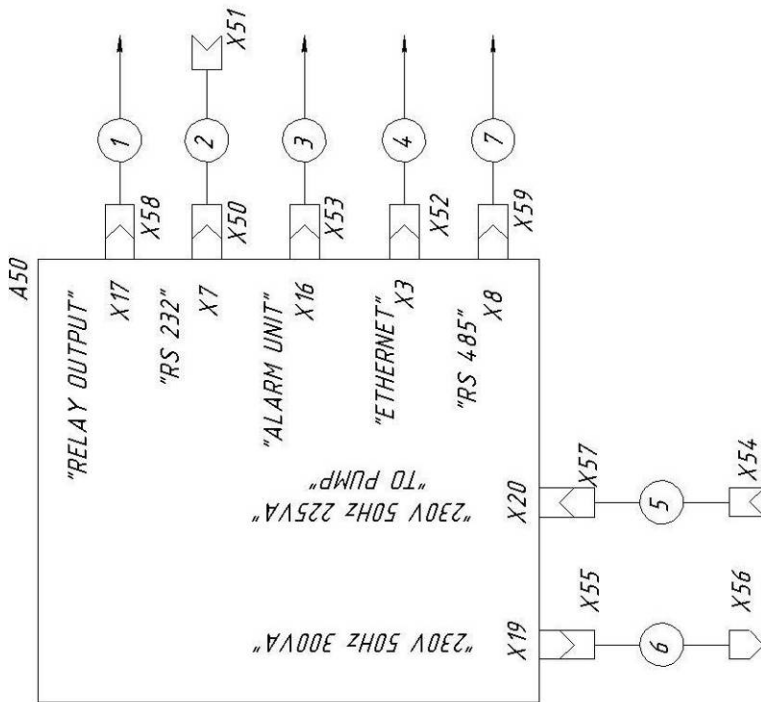 A50
"RELAY OUTPUT"
X17
X58
1
"RS 232"
X7
X50
2
X51
"ALARM UNIT"
X16
X53
3
"ETHERNET"
X3
X52
4
"RS 485"
X8
X59
7
"230V 50Hz 225VA"
"TO PUMP"
X20
X57
5
X54
"230V 50Hz 300VA"
X19
X55
6
X56